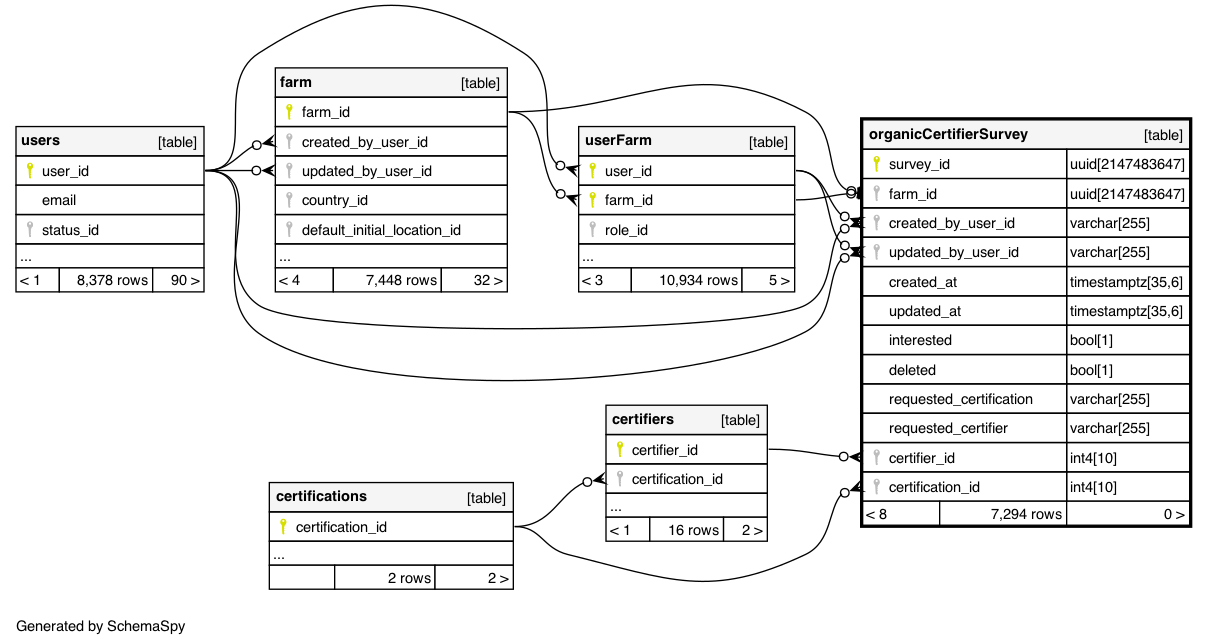 users [table]
user_id
email
status_id
...
< 1 8,378 rows 90 >
farm [table]
farm_id
created_by_user_id
updated_by_user_id
country_id
default_initial_location_id
...
< 4 7,448 rows 32 >
userFarm [table]
user_id
farm_id
role_id
...
< 3 10,934 rows 5 >
organicCertifierSurvey [table]
survey_id uuid[2147483647]
farm_id uuid[2147483647]
created_by_user_id varchar[255]
updated_by_user_id varchar[255]
created_at timestamptz[35,6]
updated_at timestamptz[35,6]
interested bool[1]
deleted bool[1]
requested_certification varchar[255]
requested_certifier varchar[255]
certifier_id int4[10]
certification_id int4[10]
< 8 7,294 rows 0 >
certifiers [table]
certifier_id
certification_id
...
< 1 16 rows 2 >
certifications [table]
certification_id
...
2 rows 2 >
Generated by SchemaSpy